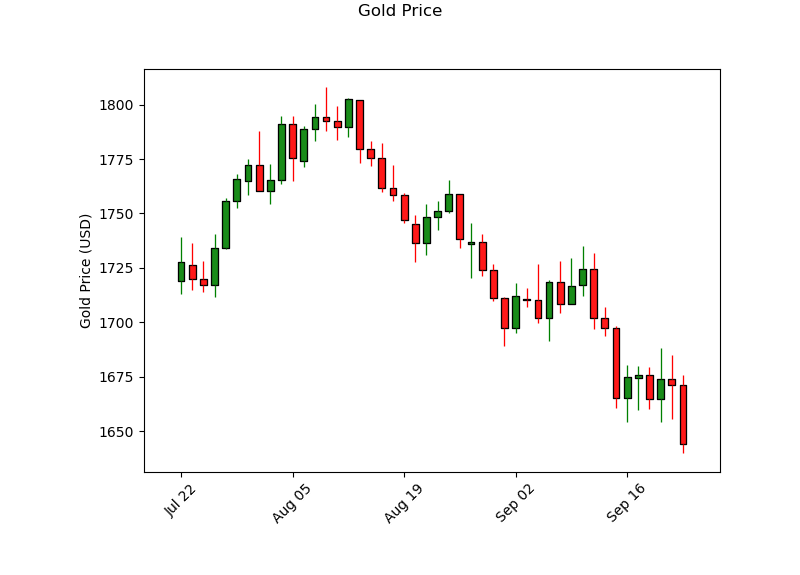 Gold Price
1800
1775
1750
1725
1700
1675
1650
Gold Price (USD)
Jul 22
Aug 05
Aug 19
Sep 02
Sep 16